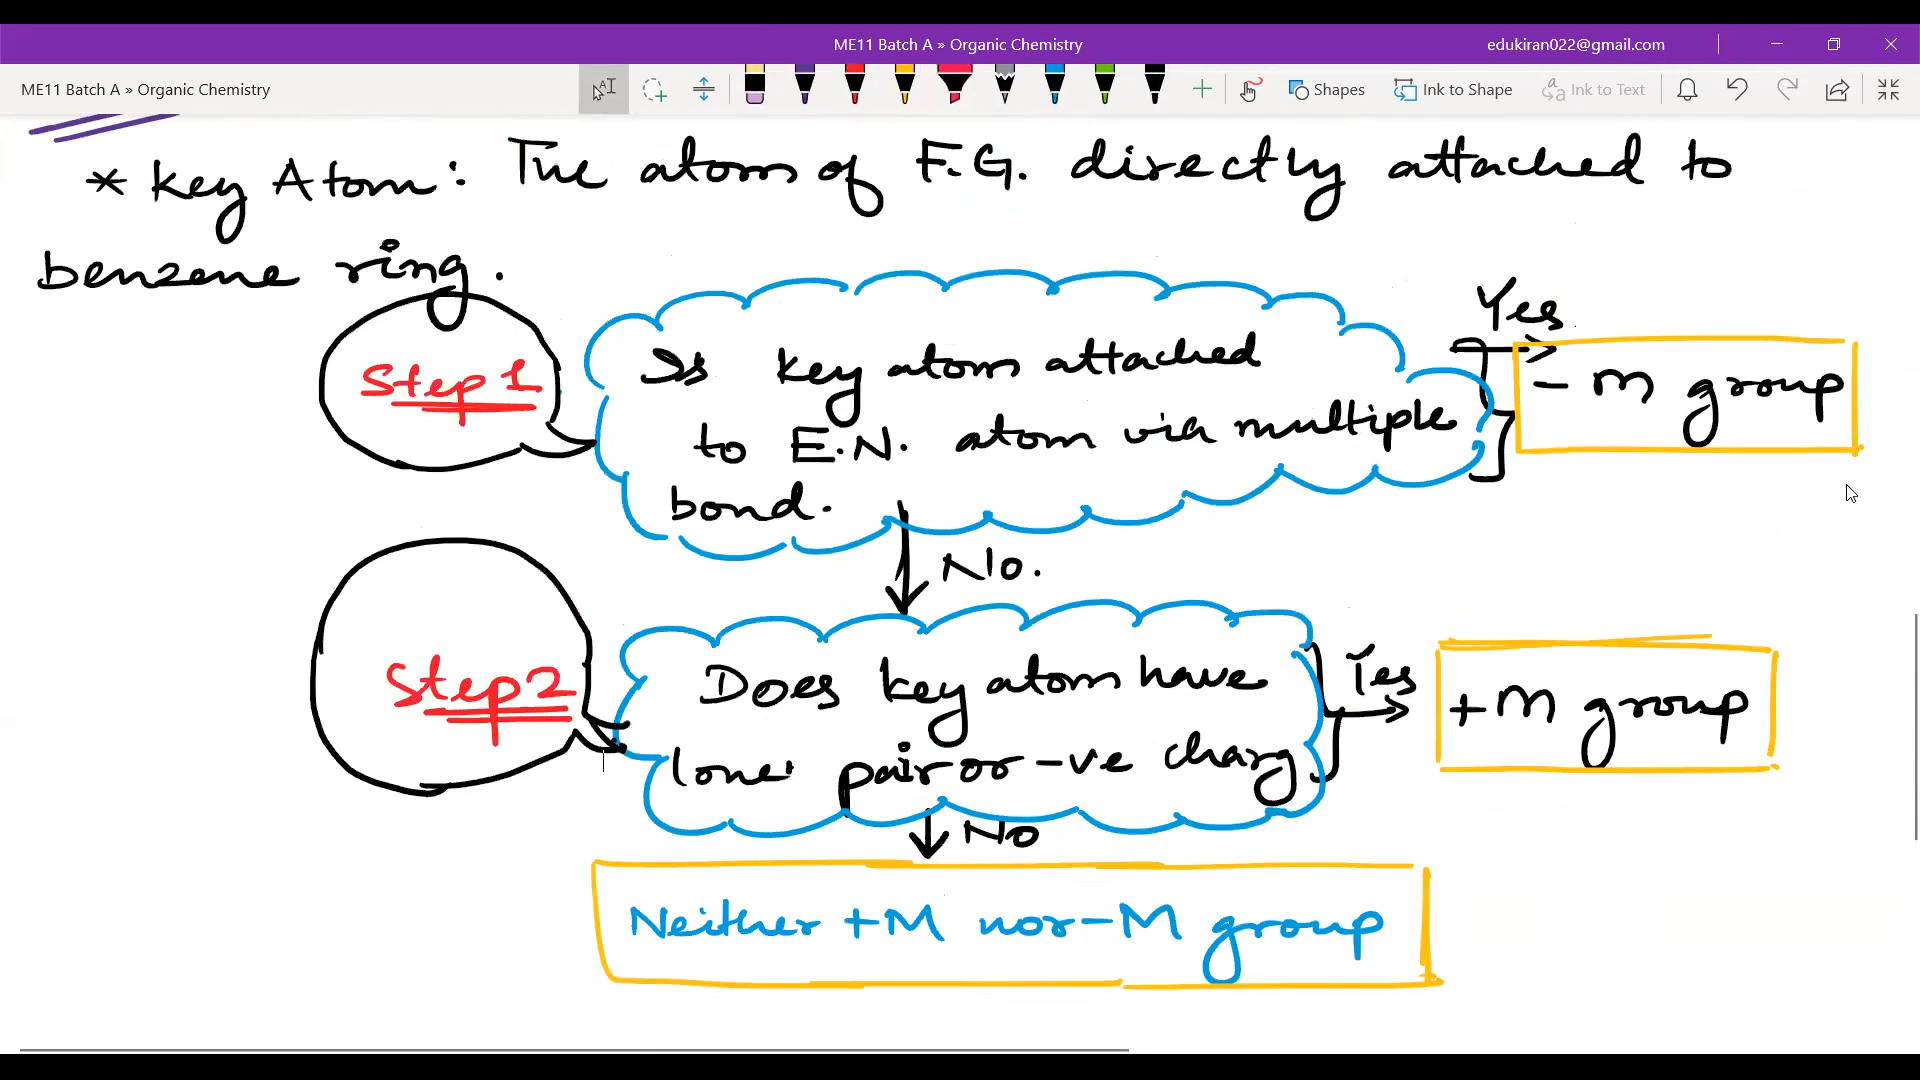 ME11 Batch A » Organic Chemistry
edukiran022@gmail.com
ME11 Batch A » Organic Chemistry
Shapes
Ink to Shape
Ink to Text
* Key Atom: The atom of F.G. directly attached to
benzene ring.
Step 1
Is key atom attached
to E.N. atom via multiple
bond.
Yes
- M group
No.
Step 2
Does key atom have
lone pair or -ve charg
Yes
+M group
No
Neither +M nor -M group